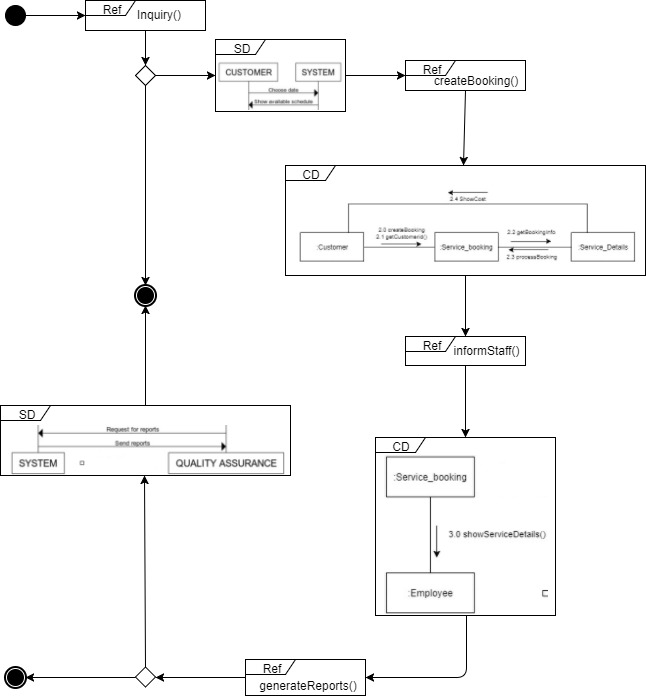 Ref
Inquiry()
SD
CUSTOMER
SYSTEM
Choose date
Show available schedule
Ref
createBooking()
CD
2.4 ShowCost
2.0 createBooking
2.1 getCustomerId()
2.2 getBookingInfo
:Customer
:Service_booking
:Service_Details
2.3 processBooking
Ref
informStaff()
SD
Request for reports
Send reports
SYSTEM
QUALITY ASSURANCE
CD
:Service_booking
3.0 showServiceDetails()
:Employee
Ref
generateReports()